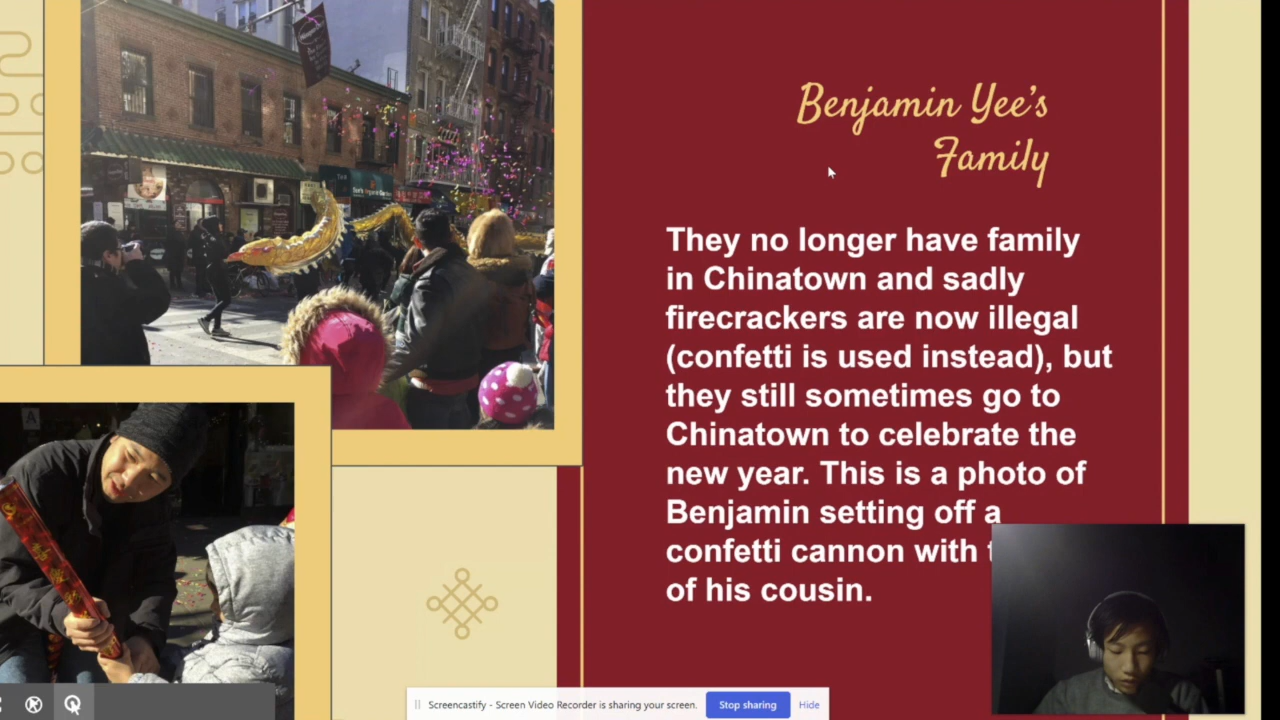 Benjamin Yee's
Family
They no longer have family
in Chinatown and sadly
firecrackers are now illegal
(confetti is used instead), but
they still sometimes go to
Chinatown to celebrate the
new year. This is a photo of
Benjamin setting off a
confetti cannon with
of his cousin.
A
Screencastify - Screen Video Recorder is sharing your screen.
Stop sharing
Hide